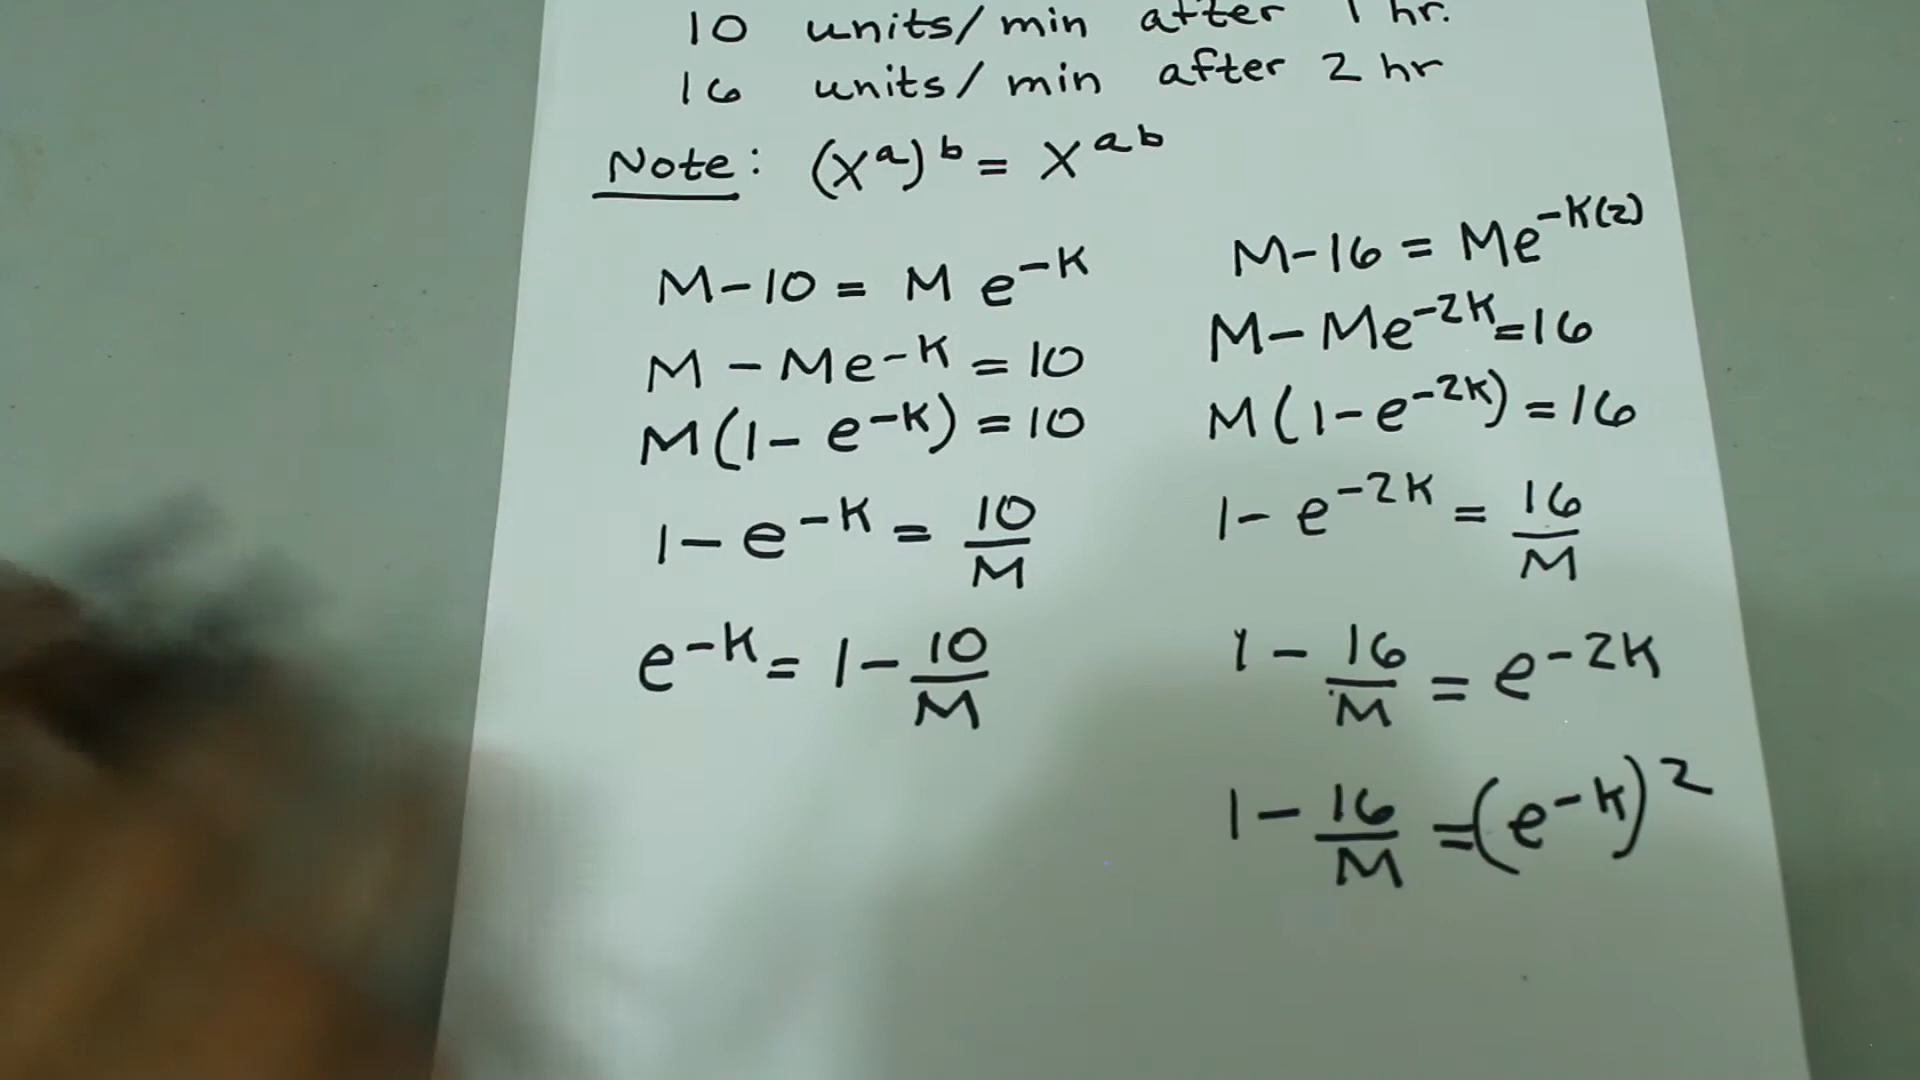 10 units/min after 1 hr.
16 units/min after 2 hr
Note: (x^a)^b = x^ab
M-10 = M e^-K
M - Me^-K = 10
M(1- e^-K) = 10
1- e^-K = 10/M
e^-K = 1- 10/M
M-16 = Me^-K(2)
M- Me^-2K = 16
M(1-e^-2K) = 16
1- e^-2K = 16/M
1 - 16/M = e^-2K
1- 16/M = (e^-K)^2